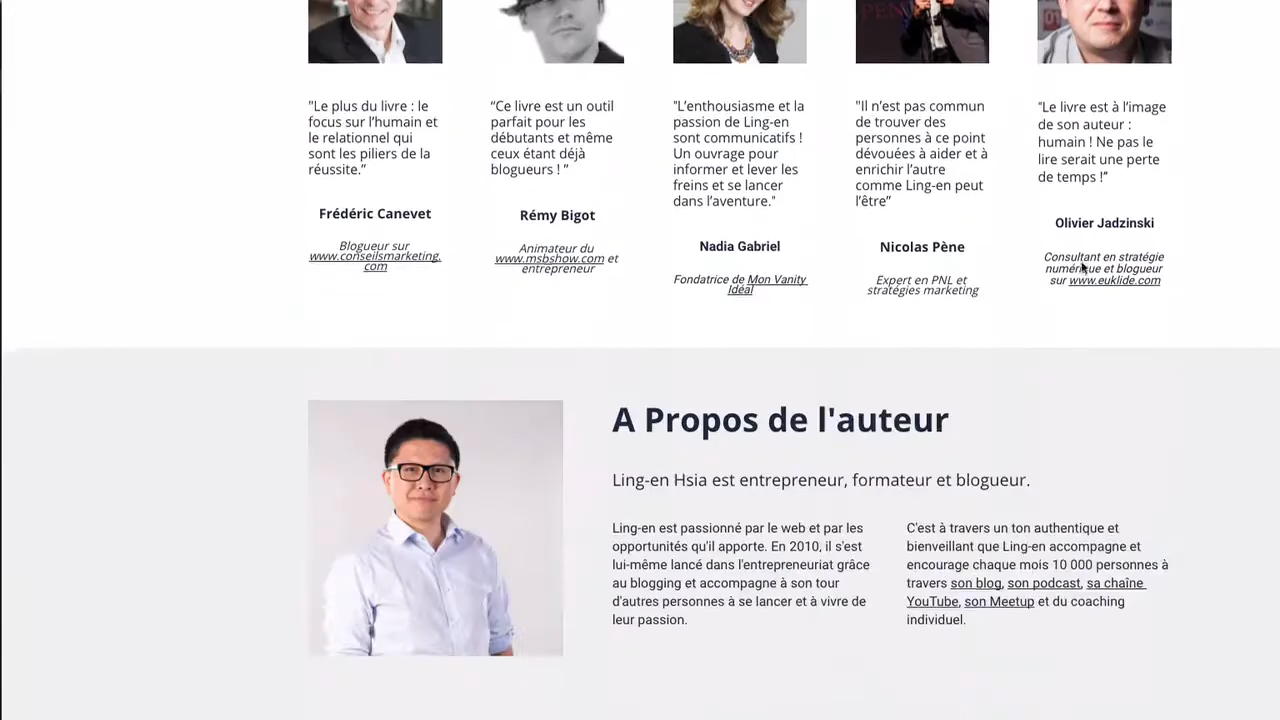 "Le plus du livre : le
focus sur l’humain et
le relationnel qui
sont les piliers de la
réussite.”
Frédéric Canevet
Blogueur sur
www.conseilsmarketing.
com
“Ce livre est un outil
parfait pour les
débutants et même
ceux étant déjà
blogueurs ! ”
Rémy Bigot
Animateur du
www.msbshow.com et
entrepreneur
"L’enthousiasme et la
passion de Ling-en
sont communicatifs !
Un ouvrage pour
informer et lever les
freins et se lancer
dans l’aventure."
Nadia Gabriel
Fondatrice de Mon Vanity
Idéal
"Il n’est pas commun
de trouver des
personnes à ce point
dévouées à aider et à
enrichir l’autre
comme Ling-en peut
l’être”
Nicolas Pène
Expert en PNL et
stratégies marketing
“Le livre est à l’image
de son auteur :
humain ! Ne pas le
lire serait une perte
de temps !”
Olivier Jadzinski
Consultant en stratégie
numérique et blogueur
sur www.euklide.com
A Propos de l'auteur
Ling-en Hsia est entrepreneur, formateur et blogueur.
Ling-en est passionné par le web et par les
opportunités qu'il apporte. En 2010, il s'est
lui-même lancé dans l'entrepreneuriat grâce
au blogging et accompagne à son tour
d'autres personnes à se lancer et à vivre de
leur passion.
C'est à travers un ton authentique et
bienveillant que Ling-en accompagne et
encourage chaque mois 10 000 personnes à
travers son blog, son podcast, sa chaîne
YouTube, son Meetup et du coaching
individuel.